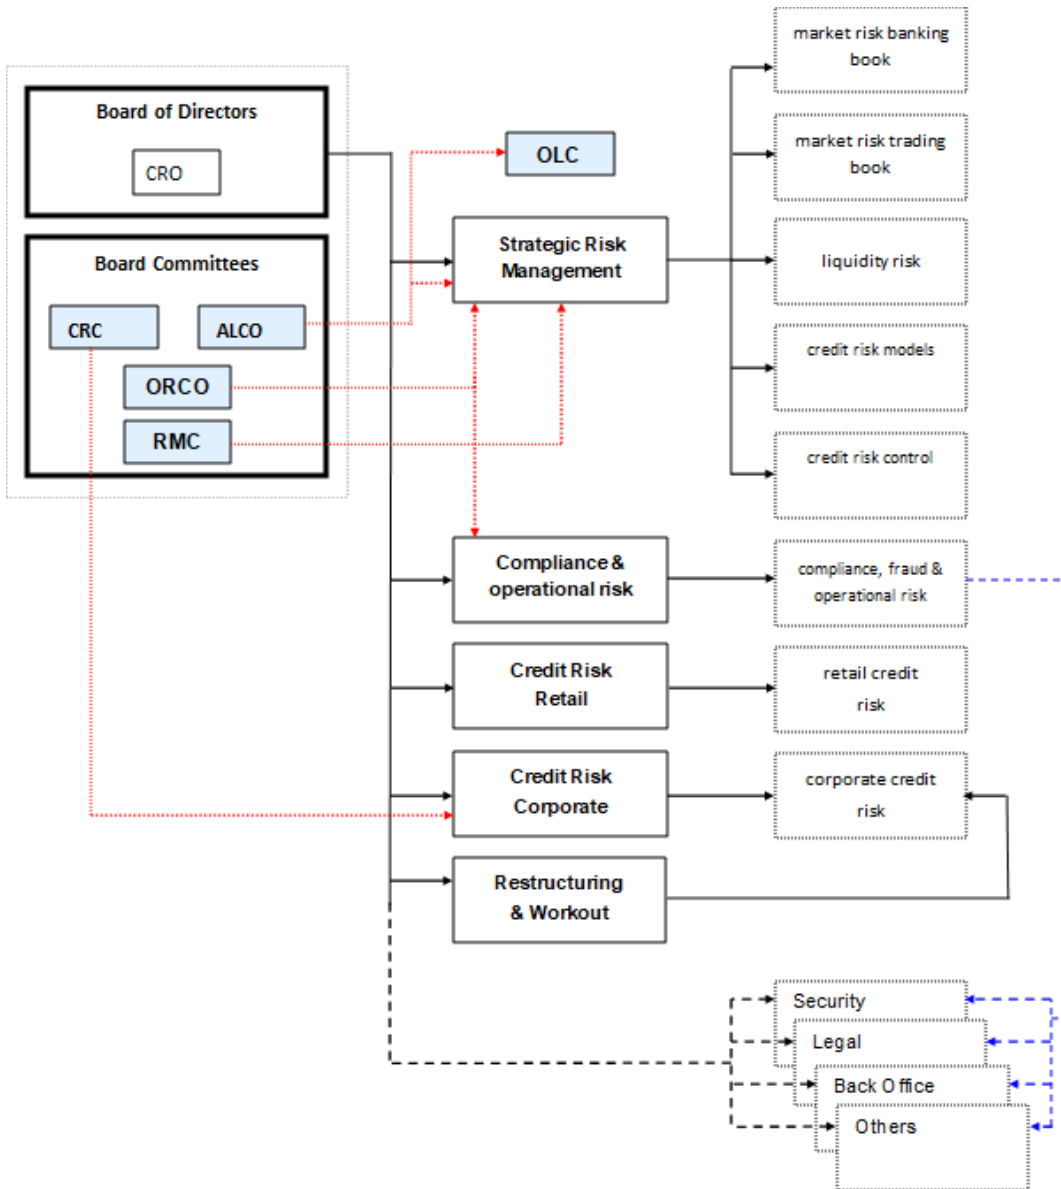 Board of Directors
CRO
Board Committees
CRC
ALCO
ORCO
RMC
OLC
Strategic Risk
Management
Compliance &
operational risk
Credit Risk
Retail
Credit Risk
Corporate
Restructuring
& Workout
market risk banking
book
market risk trading
book
liquidity risk
credit risk models
credit risk control
compliance, fraud &
operational risk
retail credit
risk
corporate credit
risk
Security
Legal
Back Office
Others